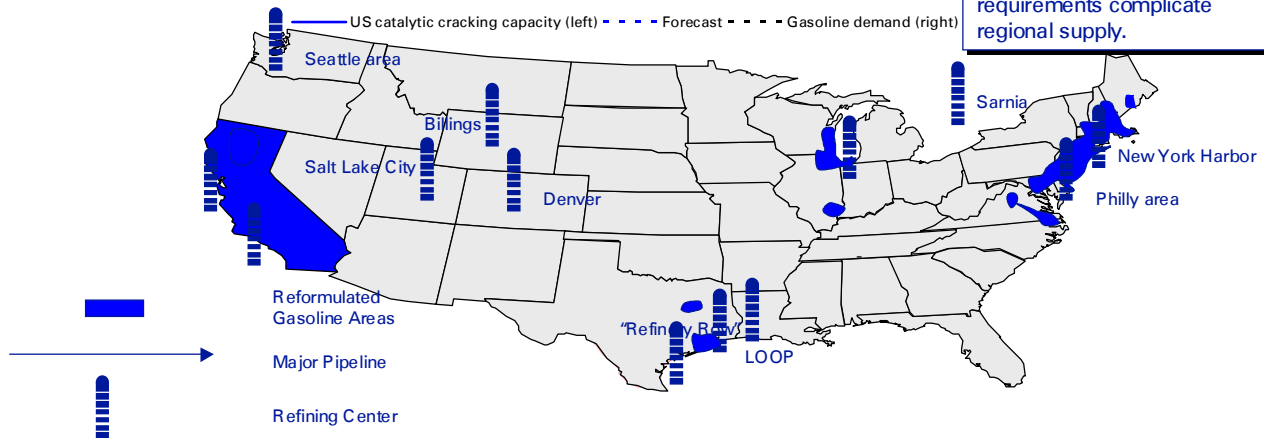 requirements complicate
regional supply.
US catalytic cracking capacity (left) Forecast Gasoline demand (right)
Seattle area
Sarnia
Billings
New York Harbor
Salt Lake City
Denver
Philly area
Reformulated
Gasoline Areas
"Refinery Row"
LOOP
Major Pipeline
Refining Center